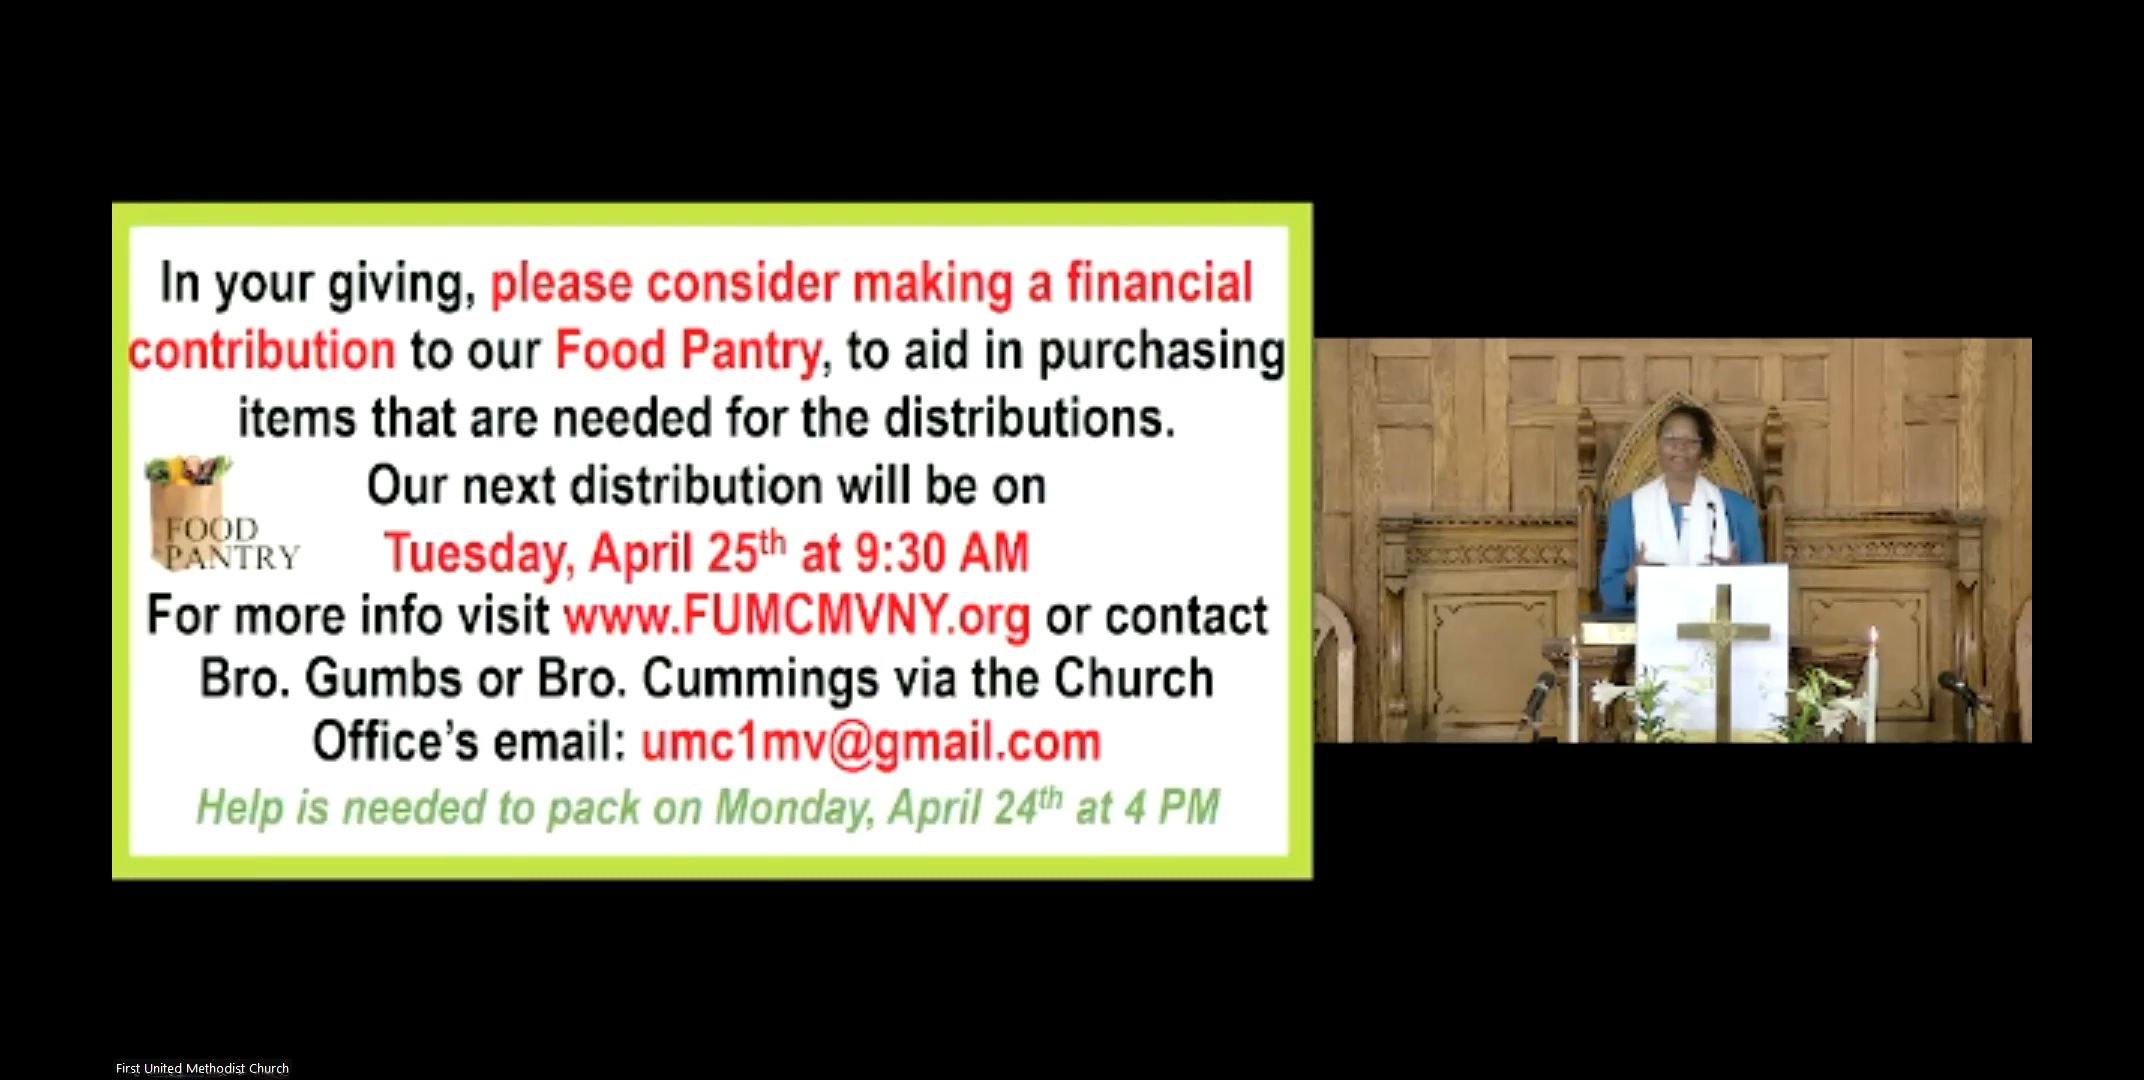 In your giving, please consider making a financial
contribution to our Food Pantry, to aid in purchasing
items that are needed for the distributions.
Our next distribution will be on
FOOD
PANTRY
Tuesday, April 25th at 9:30 AM
For more info visit www.FUMCMVNY.org or contact
Bro. Gumbs or Bro. Cummings via the Church
Office's email: umc1mv@gmail.com
Help is needed to pack on Monday, April 24th at 4 PM
First United Methodist Church